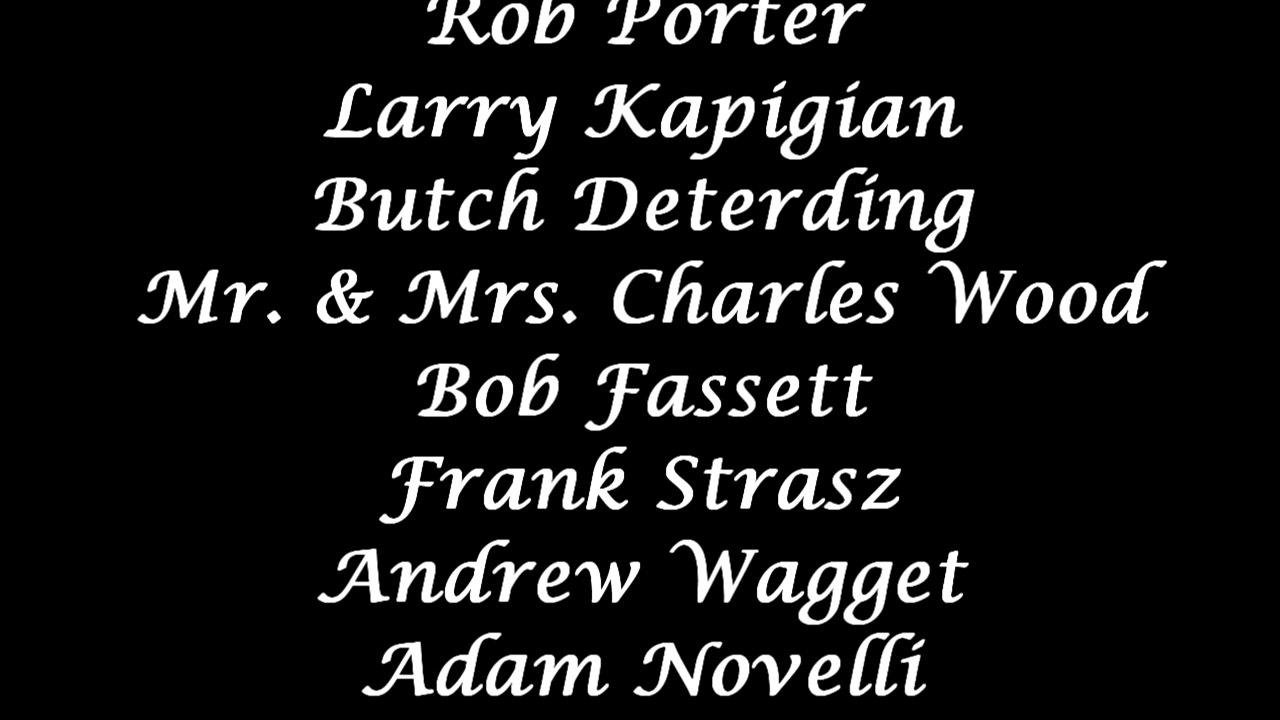 Rob Porter
Larry Kapigian
Butch Deterding
Mr. & Mrs. Charles Wood
Bob Fassett
Frank Strasz
Andrew Wagget
Adam Novelli